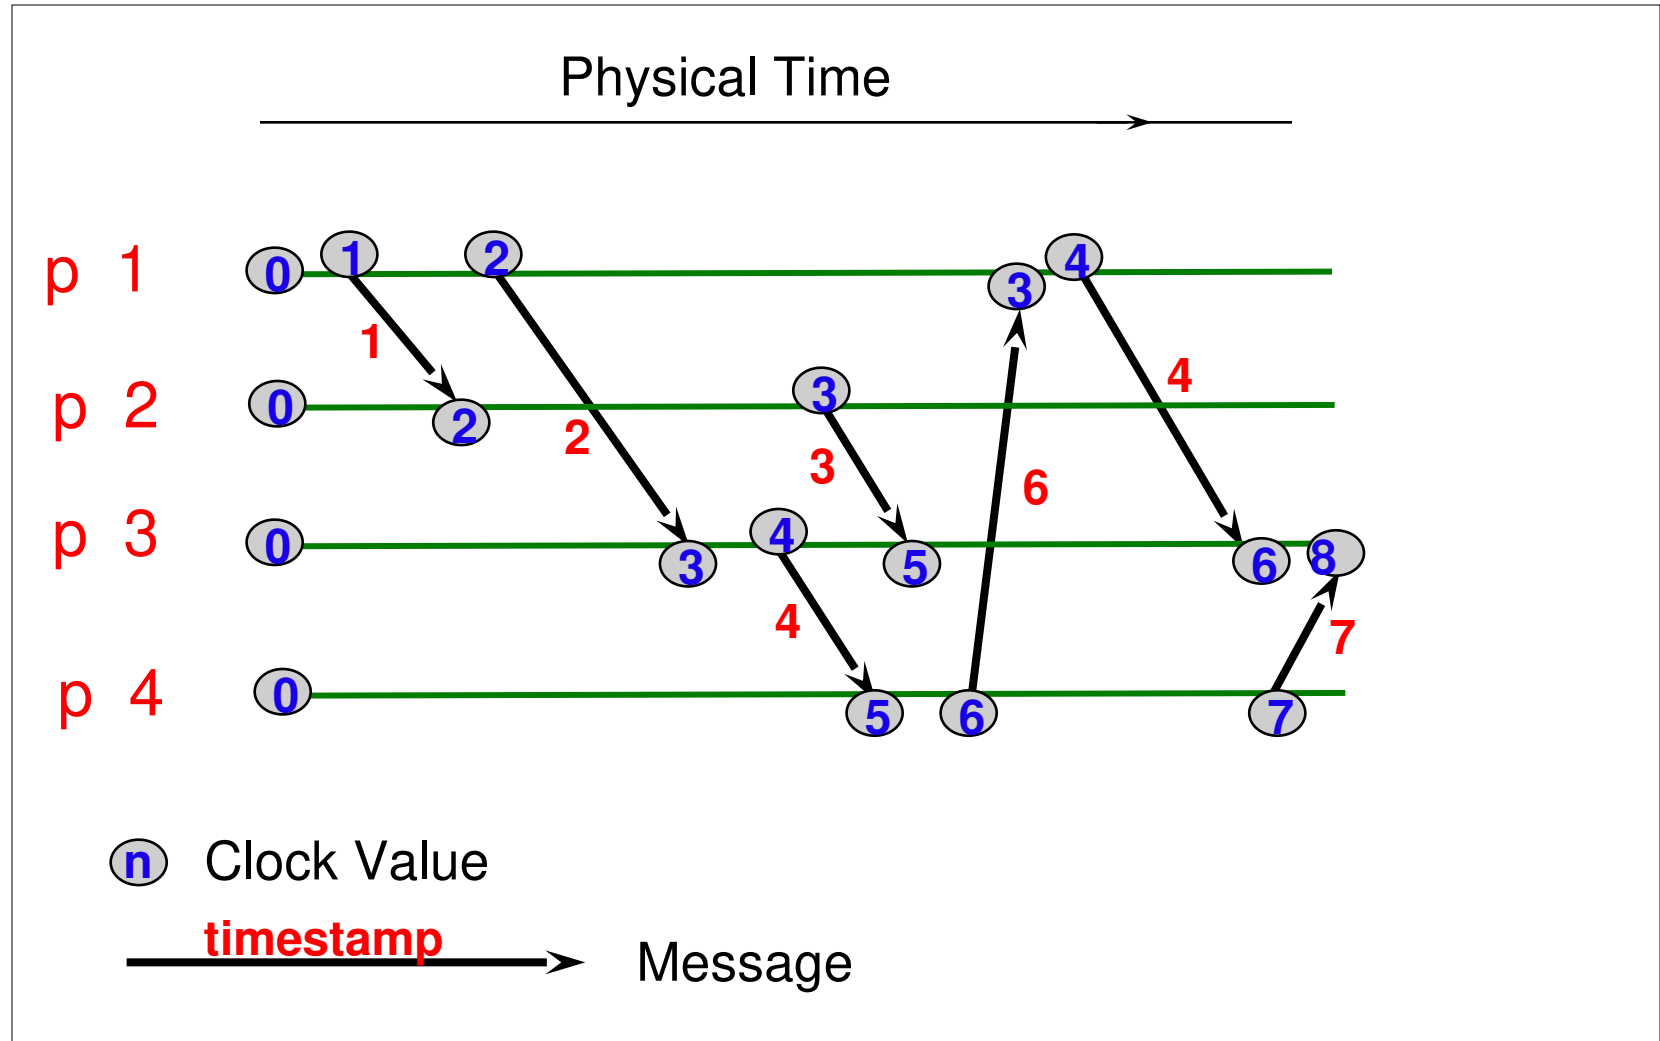 Physical Time
p 1 0 1 2 3 4
1 4
p 2 0 2 3
2 3 6
p 3 0 3 4 5 6 8
4 7
p 4 0 5 6 7
n Clock Value
timestamp
Message